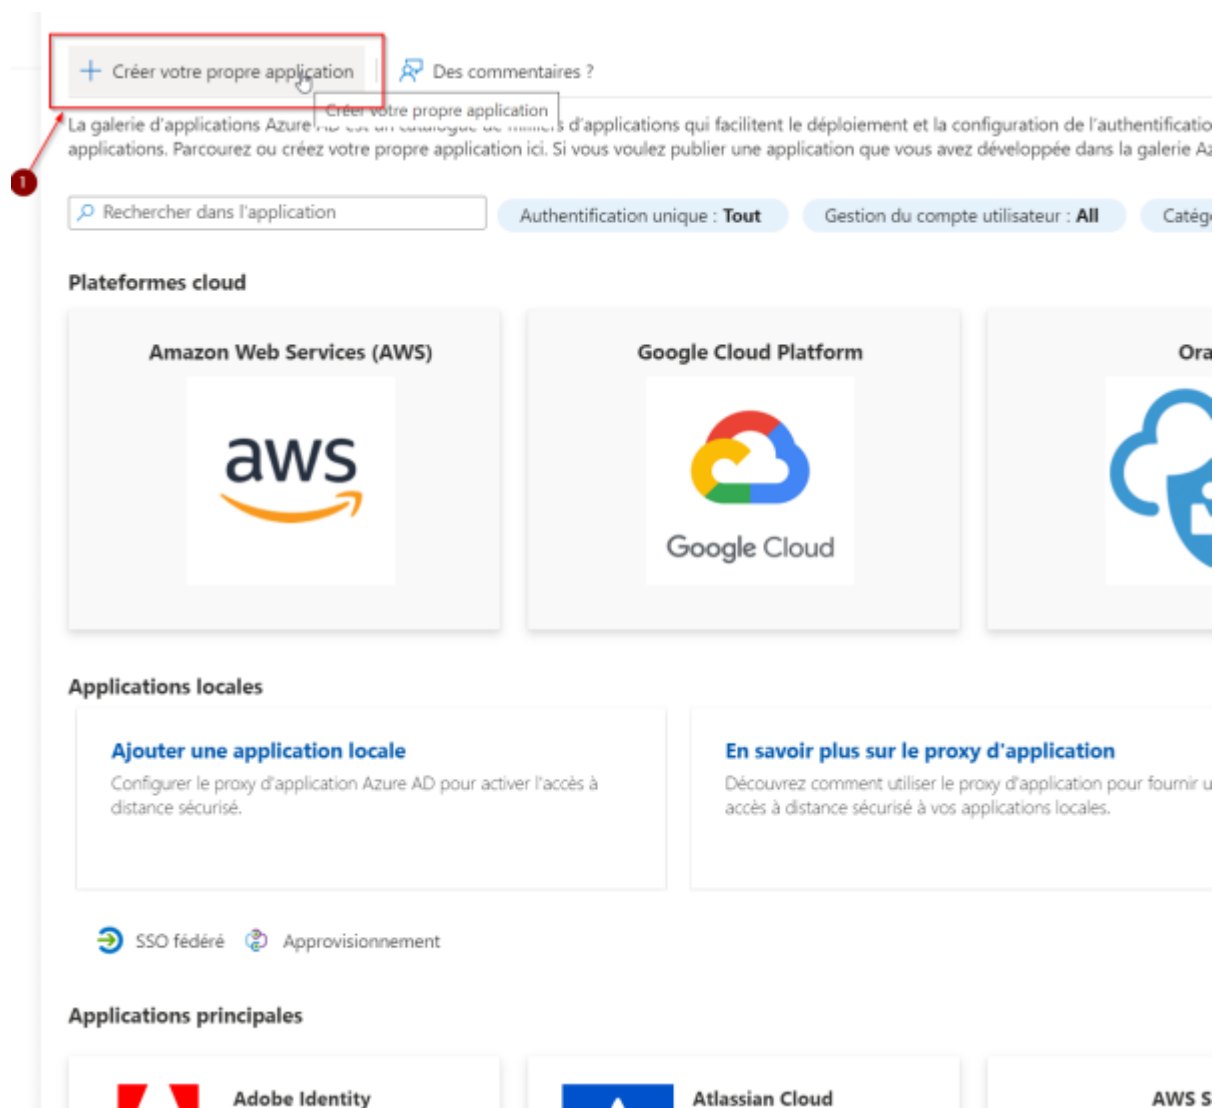 Créer votre propre application
Des commentaires ?
Créer votre propre application
1
La galerie d'applications Azure AD est un catalogue de milliers d'applications qui facilitent le déploiement et la configuration de l'authentificatio
applications. Parcourez ou créez votre propre application ici. Si vous voulez publier une application que vous avez développée dans la galerie Az
Rechercher dans l'application
Authentification unique : Tout
Gestion du compte utilisateur : All
Catég
Plateformes cloud
Amazon Web Services (AWS)
Google Cloud Platform
Ora
aws
Google Cloud
Applications locales
Ajouter une application locale
En savoir plus sur le proxy d'application
Configurer le proxy d'application Azure AD pour activer l'accès à
distance sécurisé.
Découvrez comment utiliser le proxy d'application pour fournir u
accès à distance sécurisé à vos applications locales.
SSO fédéré
Approvisionnement
Applications principales
Adobe Identity
Atlassian Cloud
AWS S